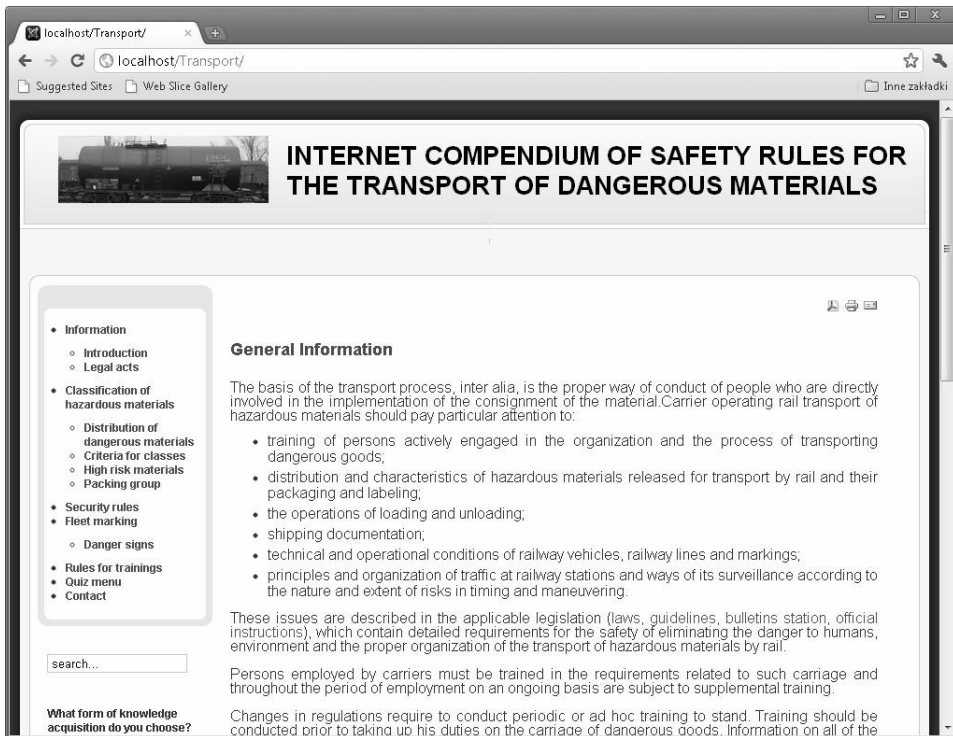 localhost/Transport/
localhost/Transport/
Suggested Sites
Web Slice Gallery
Inne zakładki
INTERNET COMPENDIUM OF SAFETY RULES FOR
THE TRANSPORT OF DANGEROUS MATERIALS
Information
Introduction
Legal acts
Classification of
hazardous materials
Distribution of
dangerous materials
Criteria for classes
High risk materials
Packing group
Security rules
Fleet marking
Danger signs
Rules for trainings
Quiz menu
Contact
search...
What form of knowledge
acquisition do you choose?
General Information
The basis of the transport process, inter alia, is the proper way of conduct of people who are directly
involved in the implementation of the consignment of the material.Carrier operating rail transport of
hazardous materials should pay particular attention to:
training of persons actively engaged in the organization and the process of transporting
dangerous goods;
distribution and characteristics of hazardous materials released for transport by rail and their
packaging and labeling;
the operations of loading and unloading;
shipping documentation;
technical and operational conditions of railway vehicles, railway lines and markings;
principles and organization of traffic at railway stations and ways of its surveillance according to
the nature and extent of risks in timing and maneuvering.
These issues are described in the applicable legislation (laws, guidelines, bulletins station, official
instructions), which contain detailed requirements for the safety of eliminating the danger to humans,
environment and the proper organization of the transport of hazardous materials by rail.
Persons employed by carriers must be trained in the requirements related to such carriage and
throughout the period of employment on an ongoing basis are subject to supplemental training.
Changes in regulations require to conduct periodic or ad hoc training to stand. Training should be
conducted prior to taking up his duties on the carriage of dangerous goods. Information on all of the